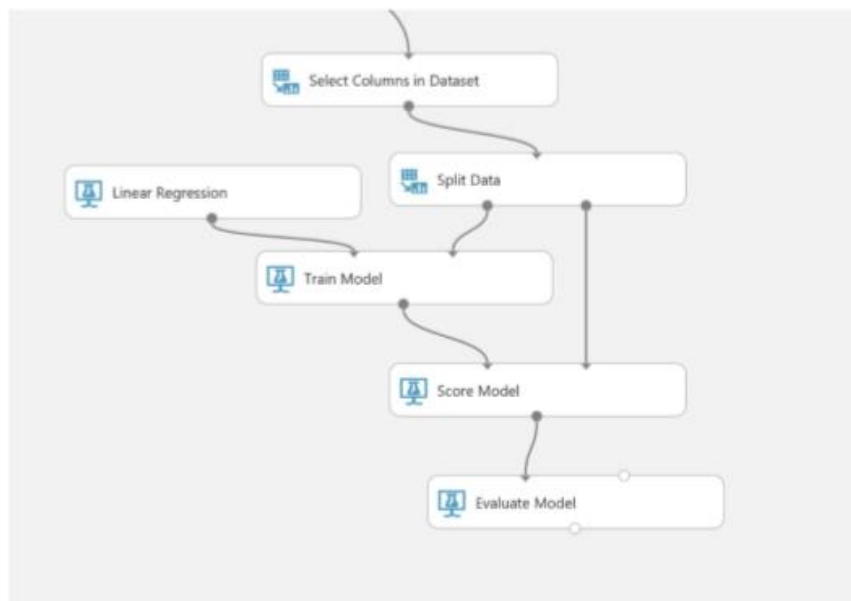 Select Columns in Dataset
Split Data
Linear Regression
Train Model
Score Model
Evaluate Model